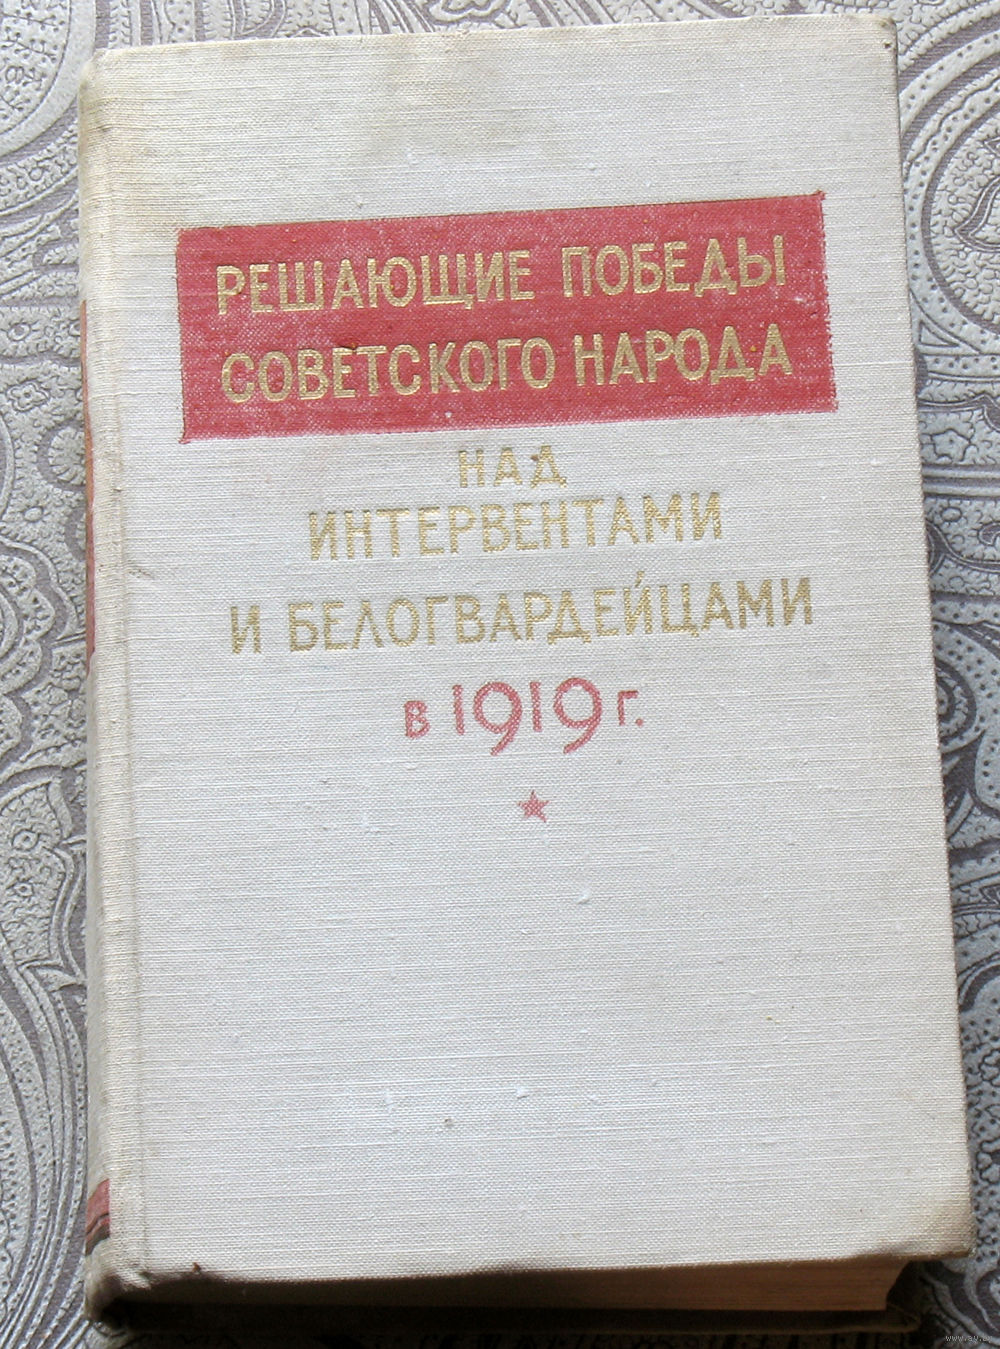 РЕШАЮЩИЕ ПОБЕДЫ
СОВЕТСКОГО НАРОДА
НАД
ИНТЕРВЕНТАМИ
И БЕЛОГВАРДЕЙЦАМИ
В 1919 Г.